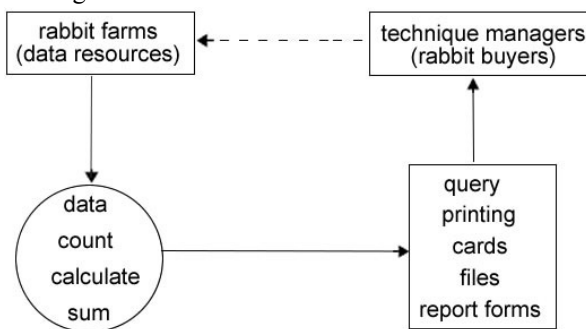 rabbit farms
(data resources)
technique managers
(rabbit buyers)
data
count
calculate
sum
query
printing
cards
files
report forms